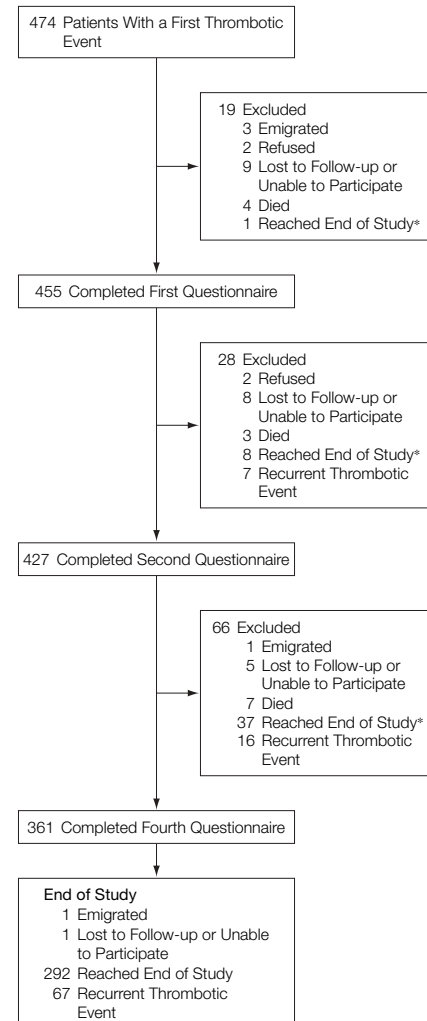 474 Patients With a First Thrombotic
Event
19 Excluded
3 Emigrated
2 Refused
9 Lost to Follow-up or
Unable to Participate
4 Died
1 Reached End of Study*
455 Completed First Questionnaire
28 Excluded
2 Refused
8 Lost to Follow-up or
Unable to Participate
3 Died
8 Reached End of Study*
7 Recurrent Thrombotic
Event
427 Completed Second Questionnaire
66 Excluded
1 Emigrated
5 Lost to Follow-up or
Unable to Participate
7 Died
37 Reached End of Study*
16 Recurrent Thrombotic
Event
361 Completed Fourth Questionnaire
End of Study
1 Emigrated
1 Lost to Follow-up or Unable
to Participate
292 Reached End of Study
67 Recurrent Thrombotic
Event